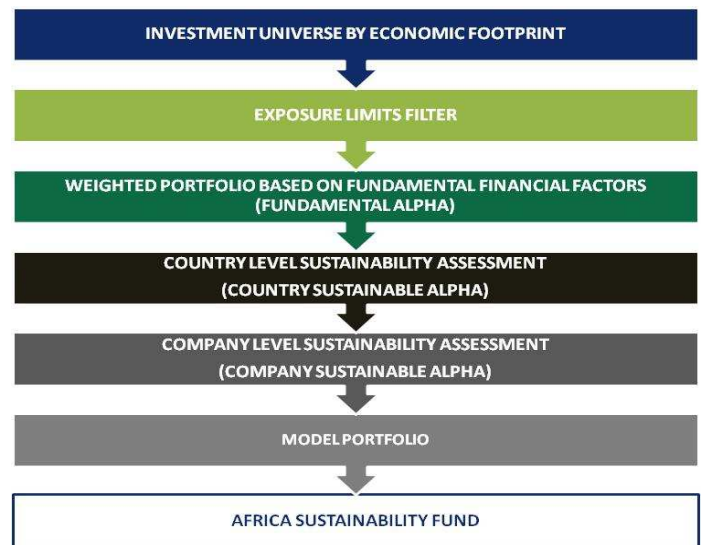 INVESTMENT UNIVERSE BY ECONOMIC FOOTPRINT
EXPOSURE LIMITS FILTER
WEIGHTED PORTFOLIO BASED ON FUNDAMENTAL FINANCIAL FACTORS
(FUNDAMENTAL ALPHA)
COUNTRY LEVEL SUSTAINABILITY ASSESSMENT
(COUNTRY SUSTAINABLE ALPHA)
COMPANY LEVEL SUSTAINABILITY ASSESSMENT
(COMPANY SUSTAINABLE ALPHA)
MODEL PORTFOLIO
AFRICA SUSTAINABILITY FUND